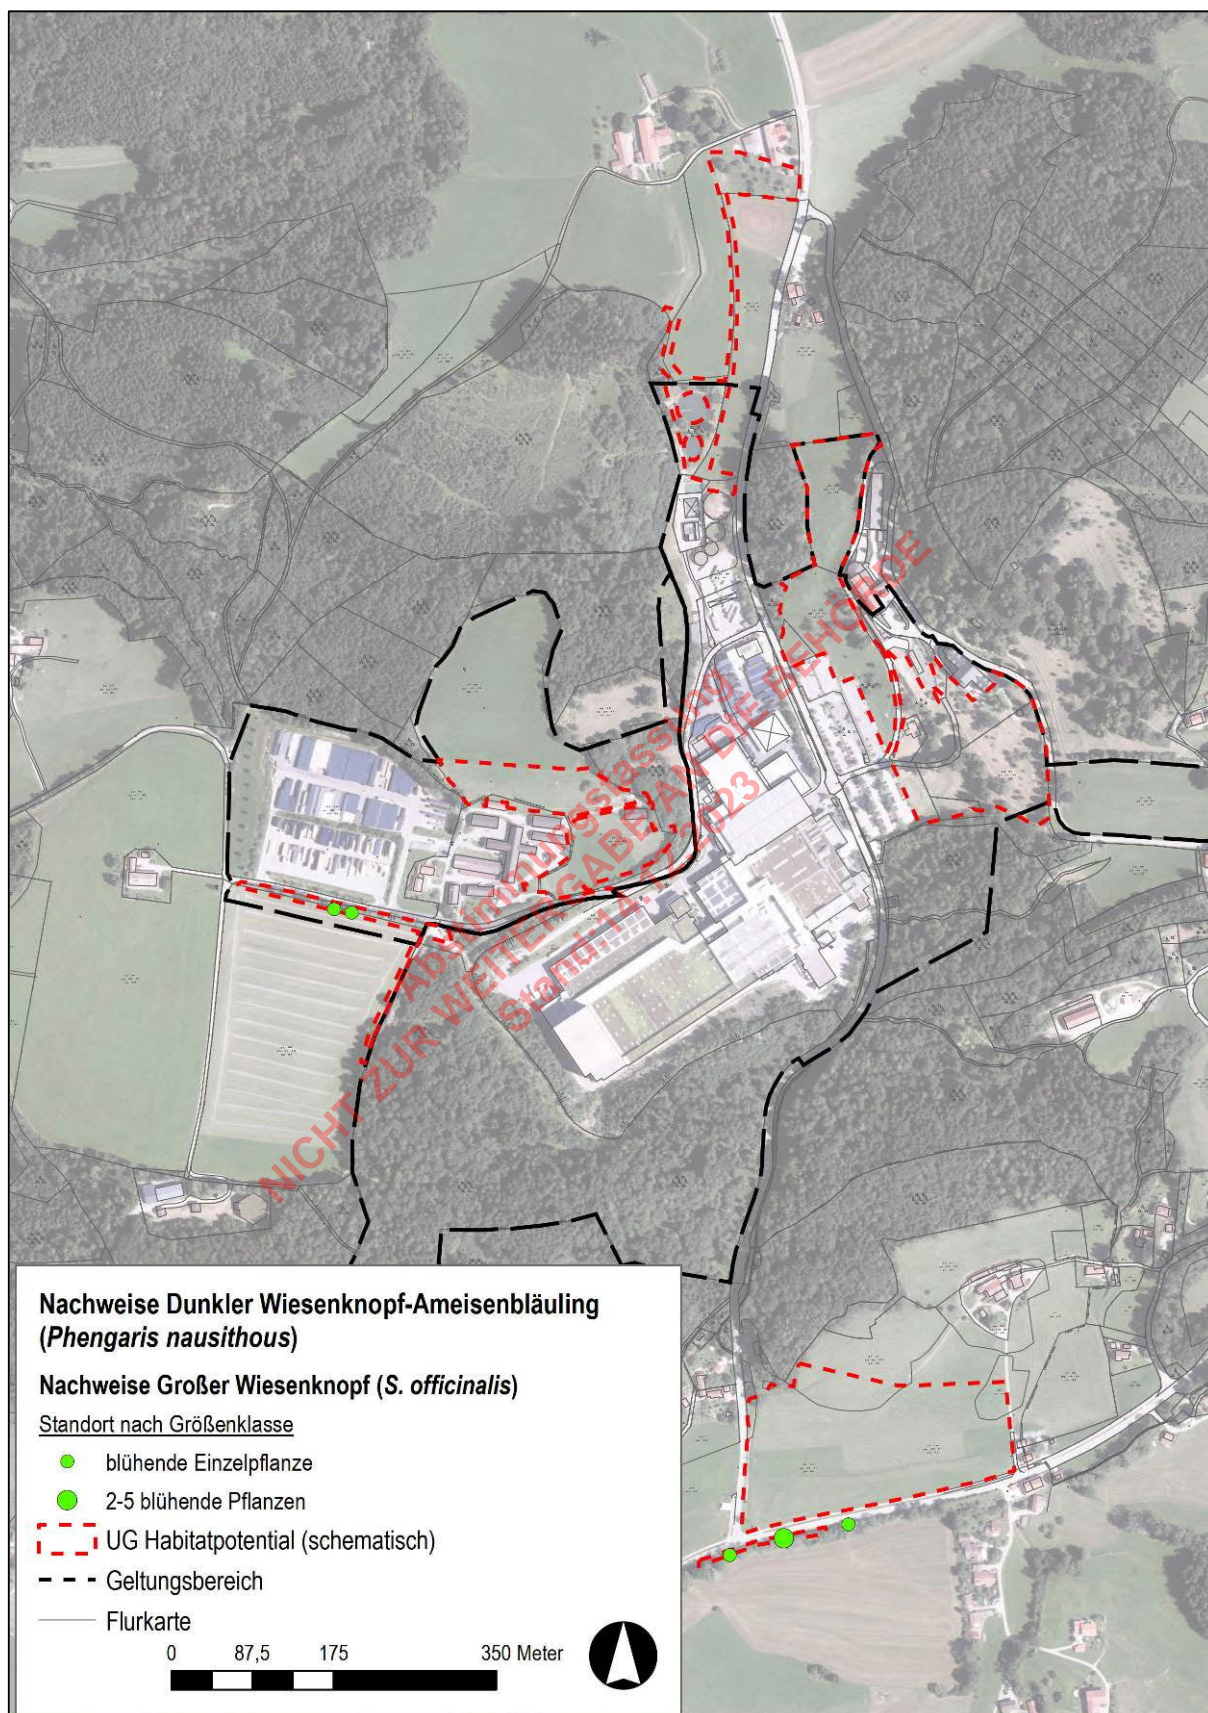 Abstimmungsfassung
NICHT ZUR WEITERGABE AN DIE BEHÖRDE
Stand:14.12.2023
Nachweise Dunkler Wiesenknopf-Ameisenbläuling
(Phengaris nausithous)
Nachweise Großer Wiesenknopf (S. officinalis)
Standort nach Größenklasse
blühende Einzelpflanze
2-5 blühende Pflanzen
UG Habitatpotential (schematisch)
Geltungsbereich
Flurkarte
0 87,5 175 350 Meter